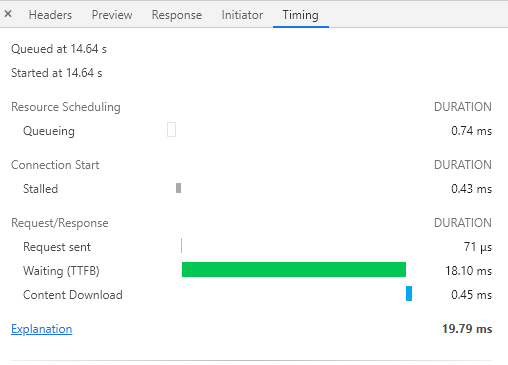 × Headers Preview Response Initiator Timing
Queued at 14.64 s
Started at 14.64 s
Resource Scheduling DURATION
Queueing 0.74 ms
Connection Start DURATION
Stalled 0.43 ms
Request/Response DURATION
Request sent 71 µs
Waiting (TTFB) 18.10 ms
Content Download 0.45 ms
Explanation 19.79 ms